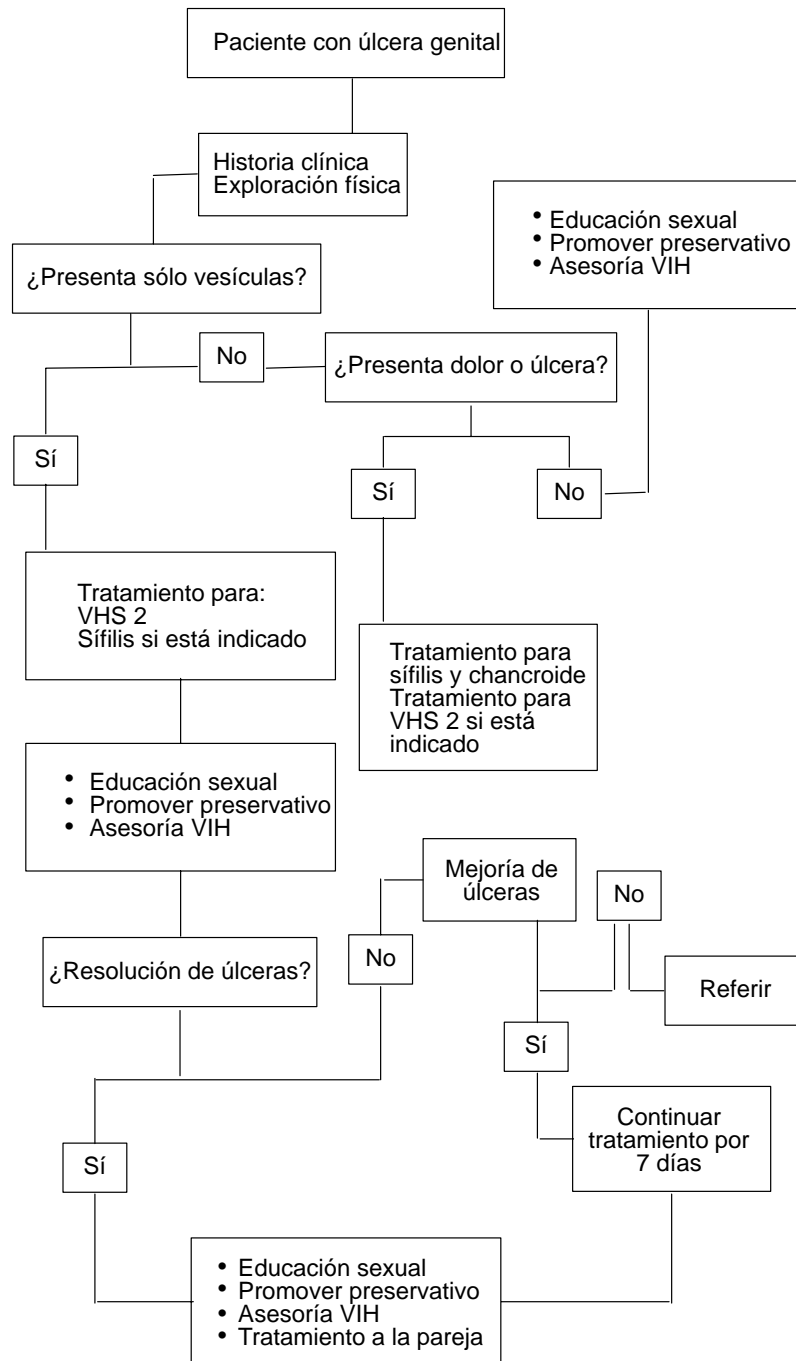 Paciente con úlcera genital
Historia clínica
Exploración física
• Educación sexual
• Promover preservativo
• Asesoría VIH
¿Presenta sólo vesículas?
No
¿Presenta dolor o úlcera?
Sí
Sí
No
Tratamiento para:
VHS 2
Sífilis si está indicado
Tratamiento para
sífilis y chancroide
Tratamiento para
VHS 2 si está
indicado
• Educación sexual
• Promover preservativo
• Asesoría VIH
Mejoría de
úlceras
No
¿Resolución de úlceras?
No
Referir
Sí
Continuar
tratamiento por
7 días
Sí
• Educación sexual
• Promover preservativo
• Asesoría VIH
• Tratamiento a la pareja